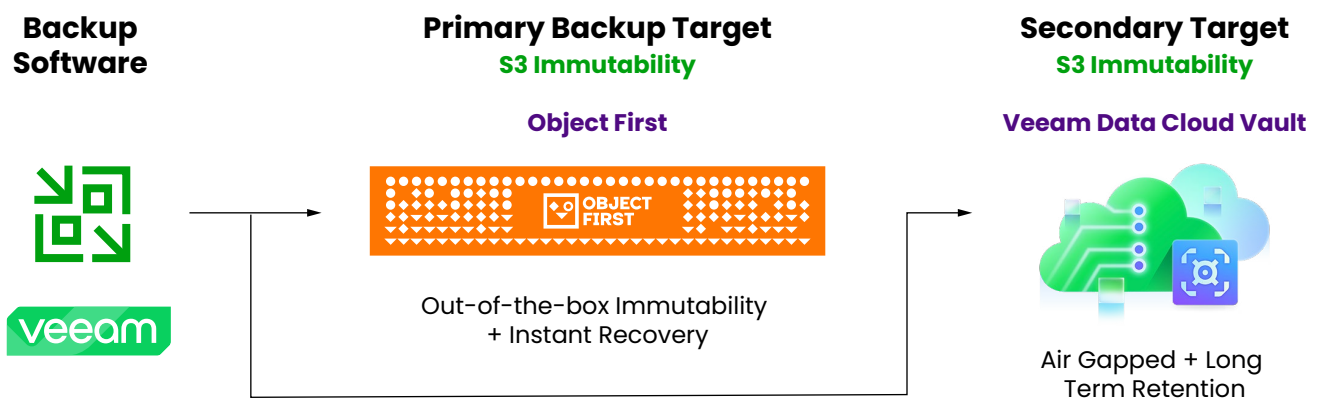 Backup
Software
Primary Backup Target
S3 Immutability
Secondary Target
S3 Immutability
Object First
Veeam Data Cloud Vault
OBJECT
FIRST
veeam
Out-of-the-box Immutability
+ Instant Recovery
Air Gapped + Long
Term Retention